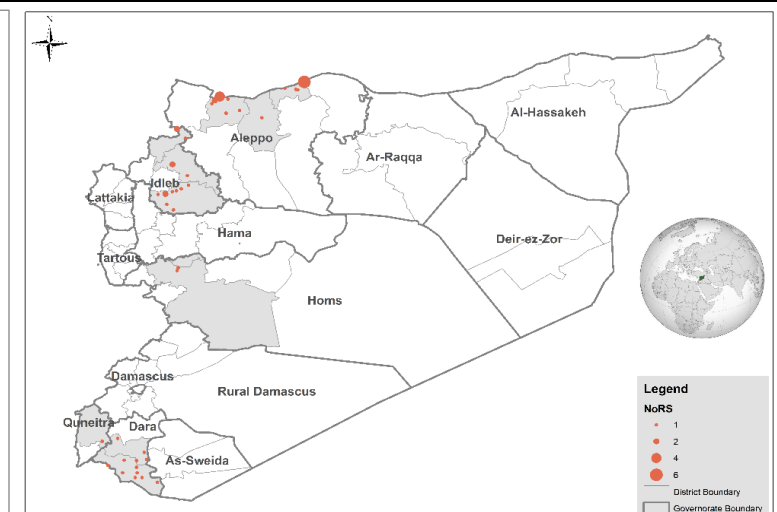 N
Al-Hassakeh
Aleppo
Ar-Raqqa
Idleb
Lattakia
Hama
Deir-ez-Zor
Tartous
Homs
Damascus
Rural Damascus
Quneitra
Dara
As-Sweida
Legend
NoRS
1
2
4
6
District Boundary
Governorate Boundary